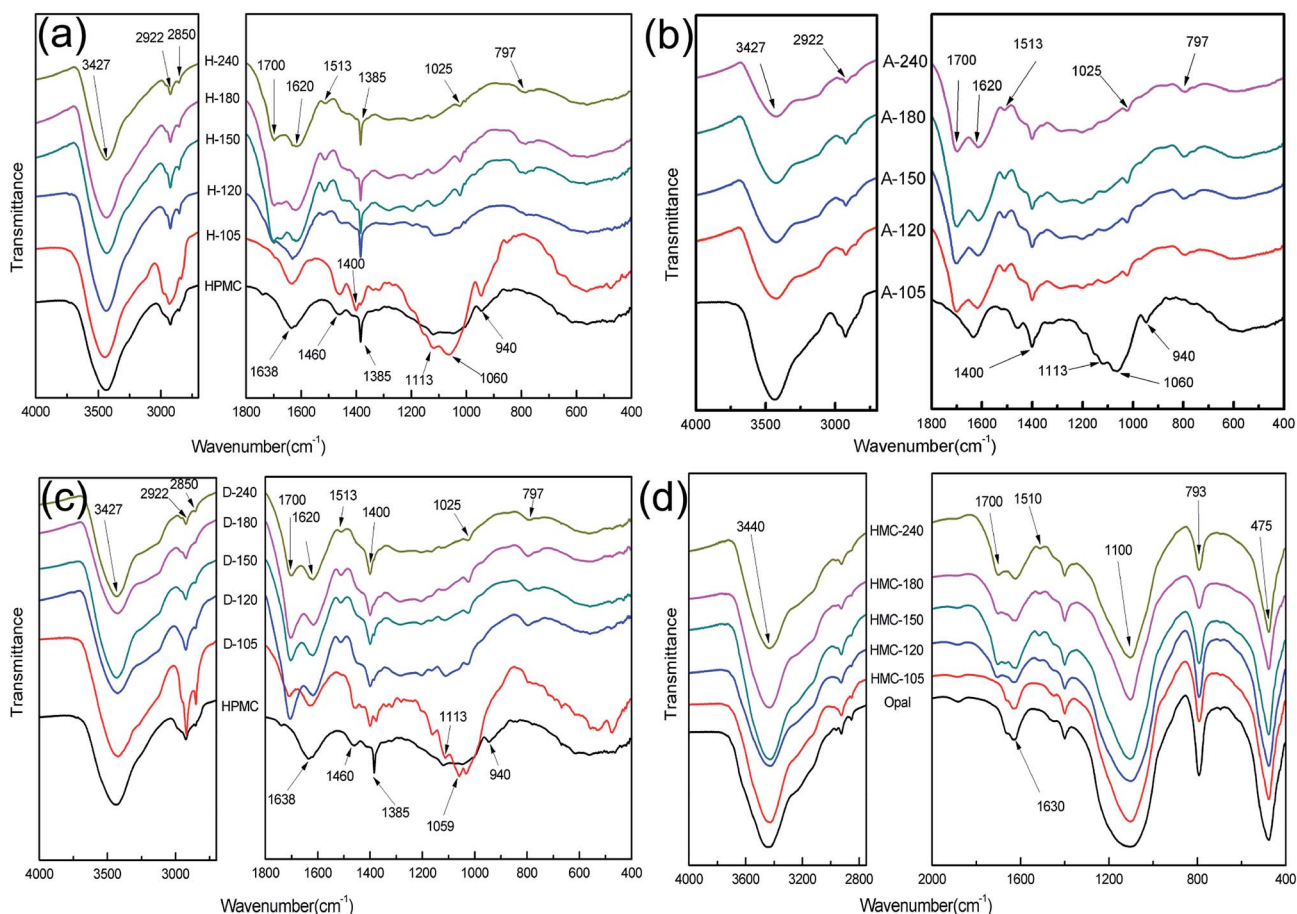 (a)
2922
2850
3427
H-240
H-180
H-150
H-120
H-105
HPMC
1700
1620
1513
1385
1025
797
1400
1638
1460
1385
1113
1060
940
Transmittance
4000 3500 3000
1800 1600 1400 1200 1000 800 600 400
Wavenumber(cm-1)
(b)
3427
2922
A-240
A-180
A-150
A-120
A-105
1700
1620
1513
1025
797
1400
1113
1060
940
Transmittance
4000 3500 3000
1800 1600 1400 1200 1000 800 600 400
Wavenumber(cm-1)
(c)
2922
2850
3427
D-240
D-180
D-150
D-120
D-105
HPMC
1700
1620
1513
1400
1025
797
1638
1460
1385
1113
1059
940
Transmittance
4000 3500 3000
1800 1600 1400 1200 1000 800 600 400
Wavenumber(cm-1)
(d)
3440
HMC-240
HMC-180
HMC-150
HMC-120
HMC-105
Opal
1700
1510
1100
793
475
1630
Transmittance
4000 3600 3200 2800
2000 1600 1200 800 400
Wavenumber(cm-1)